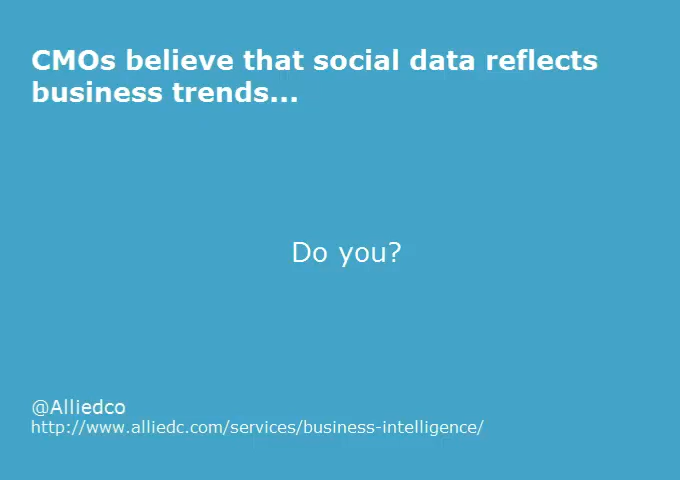 CMOs believe that social data reflects
business trends...
Do you?
@Alliedco
http://www.alliedc.com/services/business-intelligence/